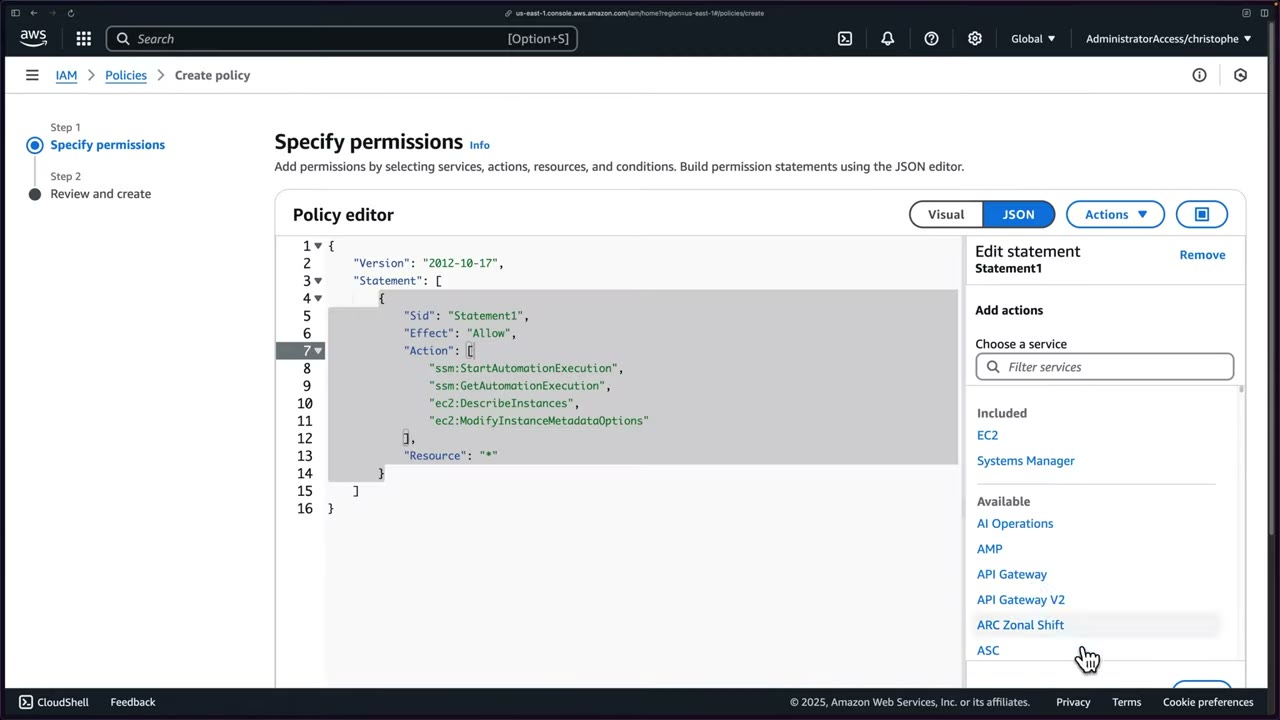 us-east-1.console.aws.amazon.com/iam/home?region=us-east-1#/policies/create
aws
Search
[Option+S]
Global
AdministratorAccess/christophe
IAM
Policies
Create policy
Step 1
Specify permissions
Step 2
Review and create
Specify permissions Info
Add permissions by selecting services, actions, resources, and conditions. Build permission statements using the JSON editor.
Policy editor
Visual
JSON
Actions
1 {
2 "Version": "2012-10-17",
3 "Statement": [
4 {
5 "Sid": "Statement1",
6 "Effect": "Allow",
7 "Action": [
8 "ssm:StartAutomationExecution",
9 "ssm:GetAutomationExecution",
10 "ec2:DescribeInstances",
11 "ec2:ModifyInstanceMetadataOptions"
12 ],
13 "Resource": "*"
14 }
15 ]
16 }
Edit statement
Statement1
Remove
Add actions
Choose a service
Filter services
Included
EC2
Systems Manager
Available
AI Operations
AMP
API Gateway
API Gateway V2
ARC Zonal Shift
ASC
CloudShell
Feedback
© 2025, Amazon Web Services, Inc. or its affiliates.
Privacy
Terms
Cookie preferences